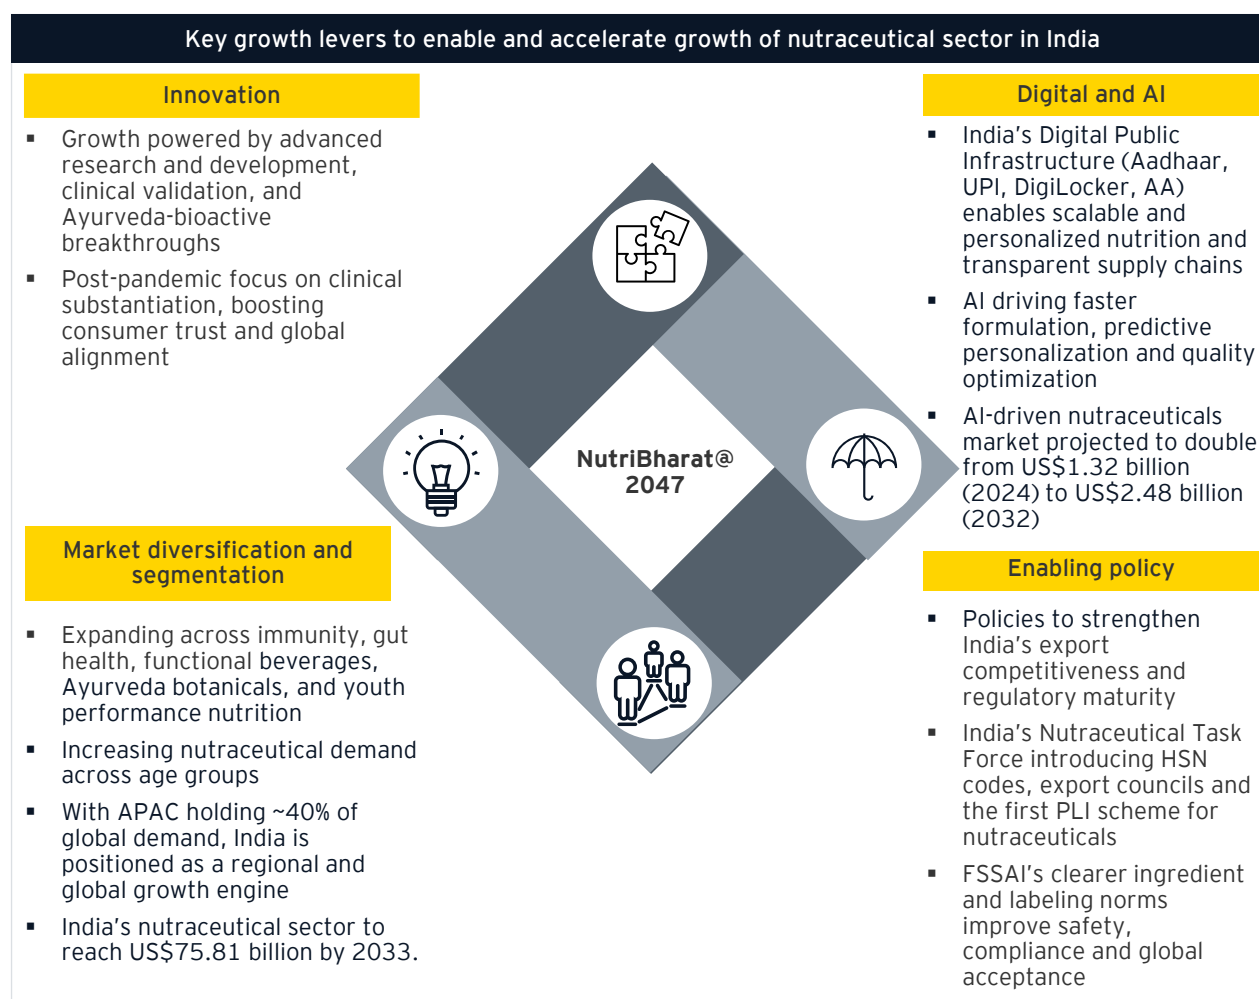 Key growth levers to enable and accelerate growth of nutraceutical sector in India
Innovation
▪ Growth powered by advanced
research and development,
clinical validation, and
Ayurveda-bioactive
breakthroughs
▪ Post-pandemic focus on clinical
substantiation, boosting
consumer trust and global
alignment
Market diversification and
segmentation
▪ Expanding across immunity, gut
health, functional beverages,
Ayurveda botanicals, and youth
performance nutrition
▪ Increasing nutraceutical demand
across age groups
▪ With APAC holding ~40% of
global demand, India is
positioned as a regional and
global growth engine
▪ India’s nutraceutical sector to
reach US$75.81 billion by 2033.
NutriBharat@
2047
Digital and AI
▪ India’s Digital Public
Infrastructure (Aadhaar,
UPI, DigiLocker, AA)
enables scalable and
personalized nutrition and
transparent supply chains
▪ AI driving faster
formulation, predictive
personalization and quality
optimization
▪ AI-driven nutraceuticals
market projected to double
from US$1.32 billion
(2024) to US$2.48 billion
(2032)
Enabling policy
▪ Policies to strengthen
India’s export
competitiveness and
regulatory maturity
▪ India’s Nutraceutical Task
Force introducing HSN
codes, export councils and
the first PLI scheme for
nutraceuticals
▪ FSSAI’s clearer ingredient
and labeling norms
improve safety,
compliance and global
acceptance